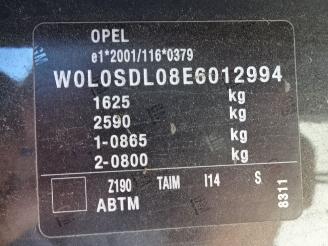 OPEL
e1*2001/116*0379
W0L0SDL08E6012994
1625 kg
2590 kg
1-0865 kg
2-0800 kg
Z190 TAIM I14 S
ABTM
8311